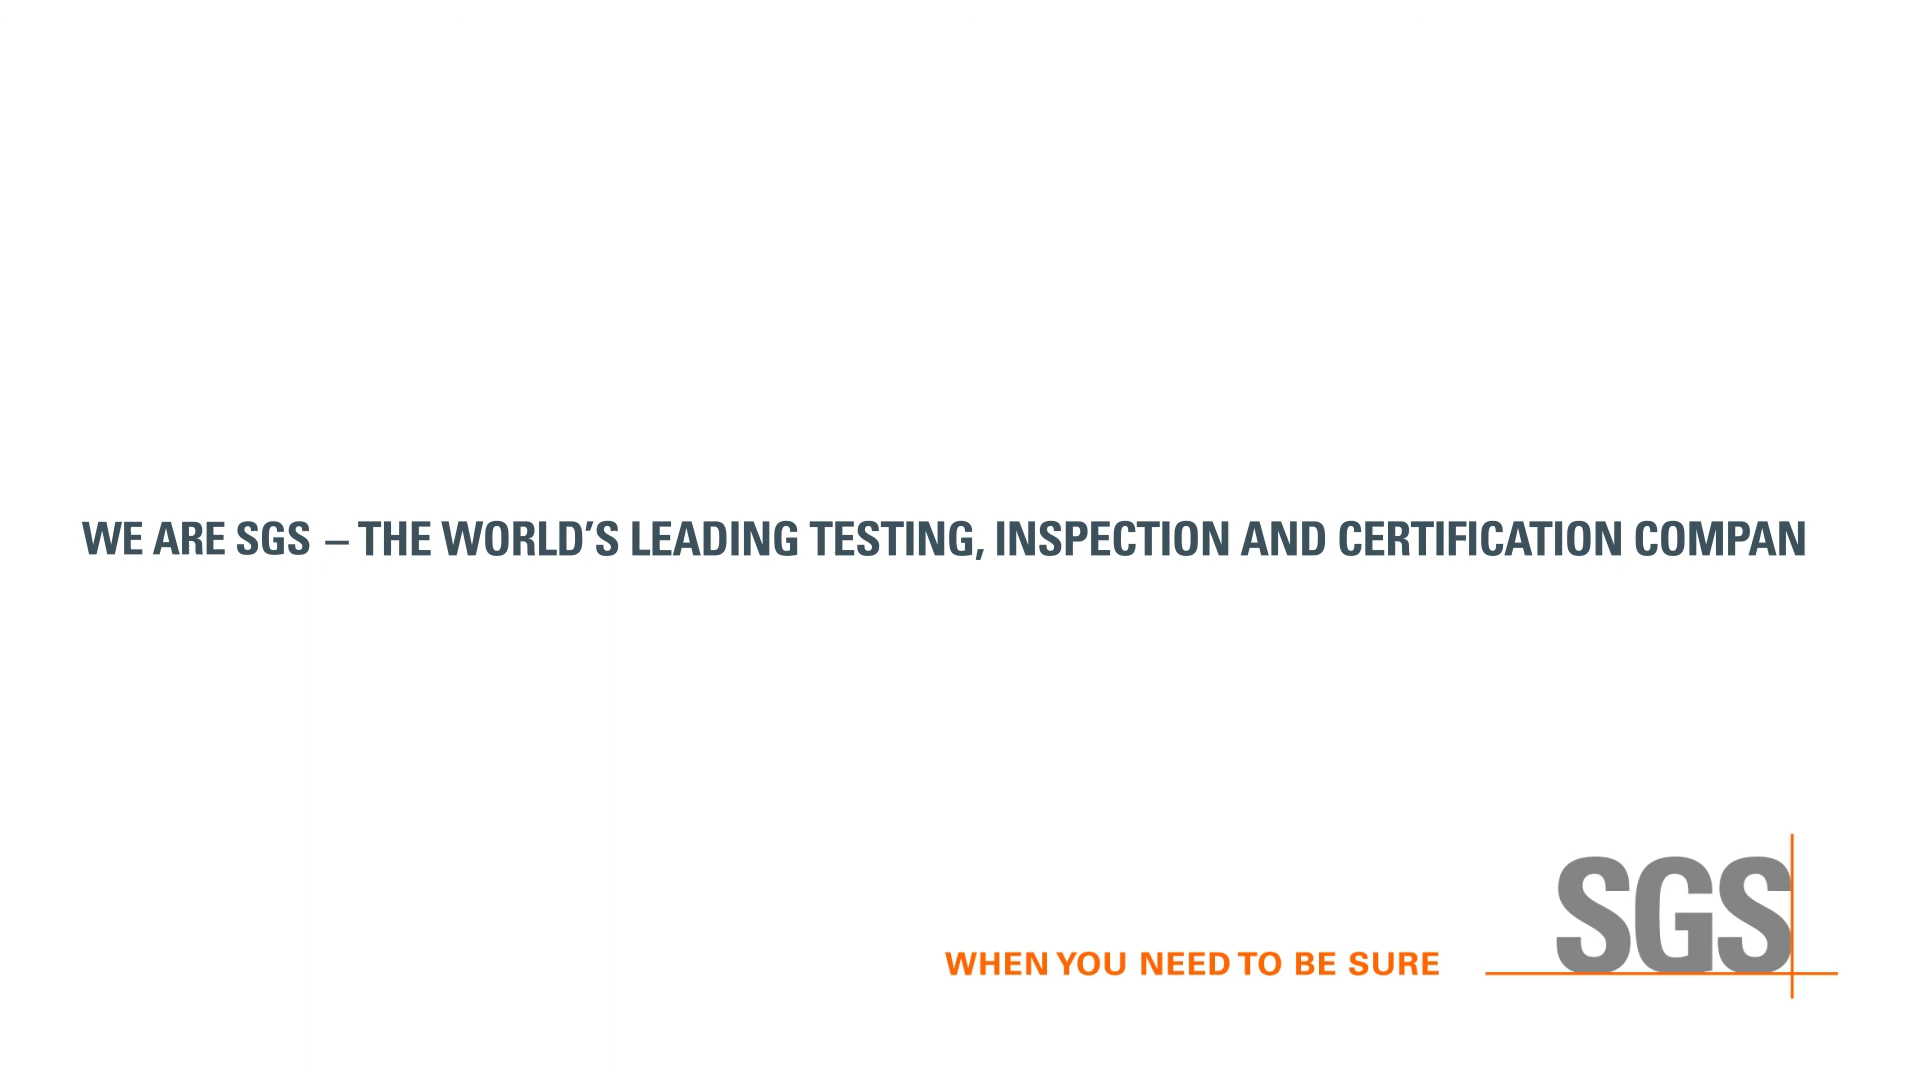 WE ARE SGS – THE WORLD’S LEADING TESTING, INSPECTION AND CERTIFICATION COMPAN
WHEN YOU NEED TO BE SURE
SGS